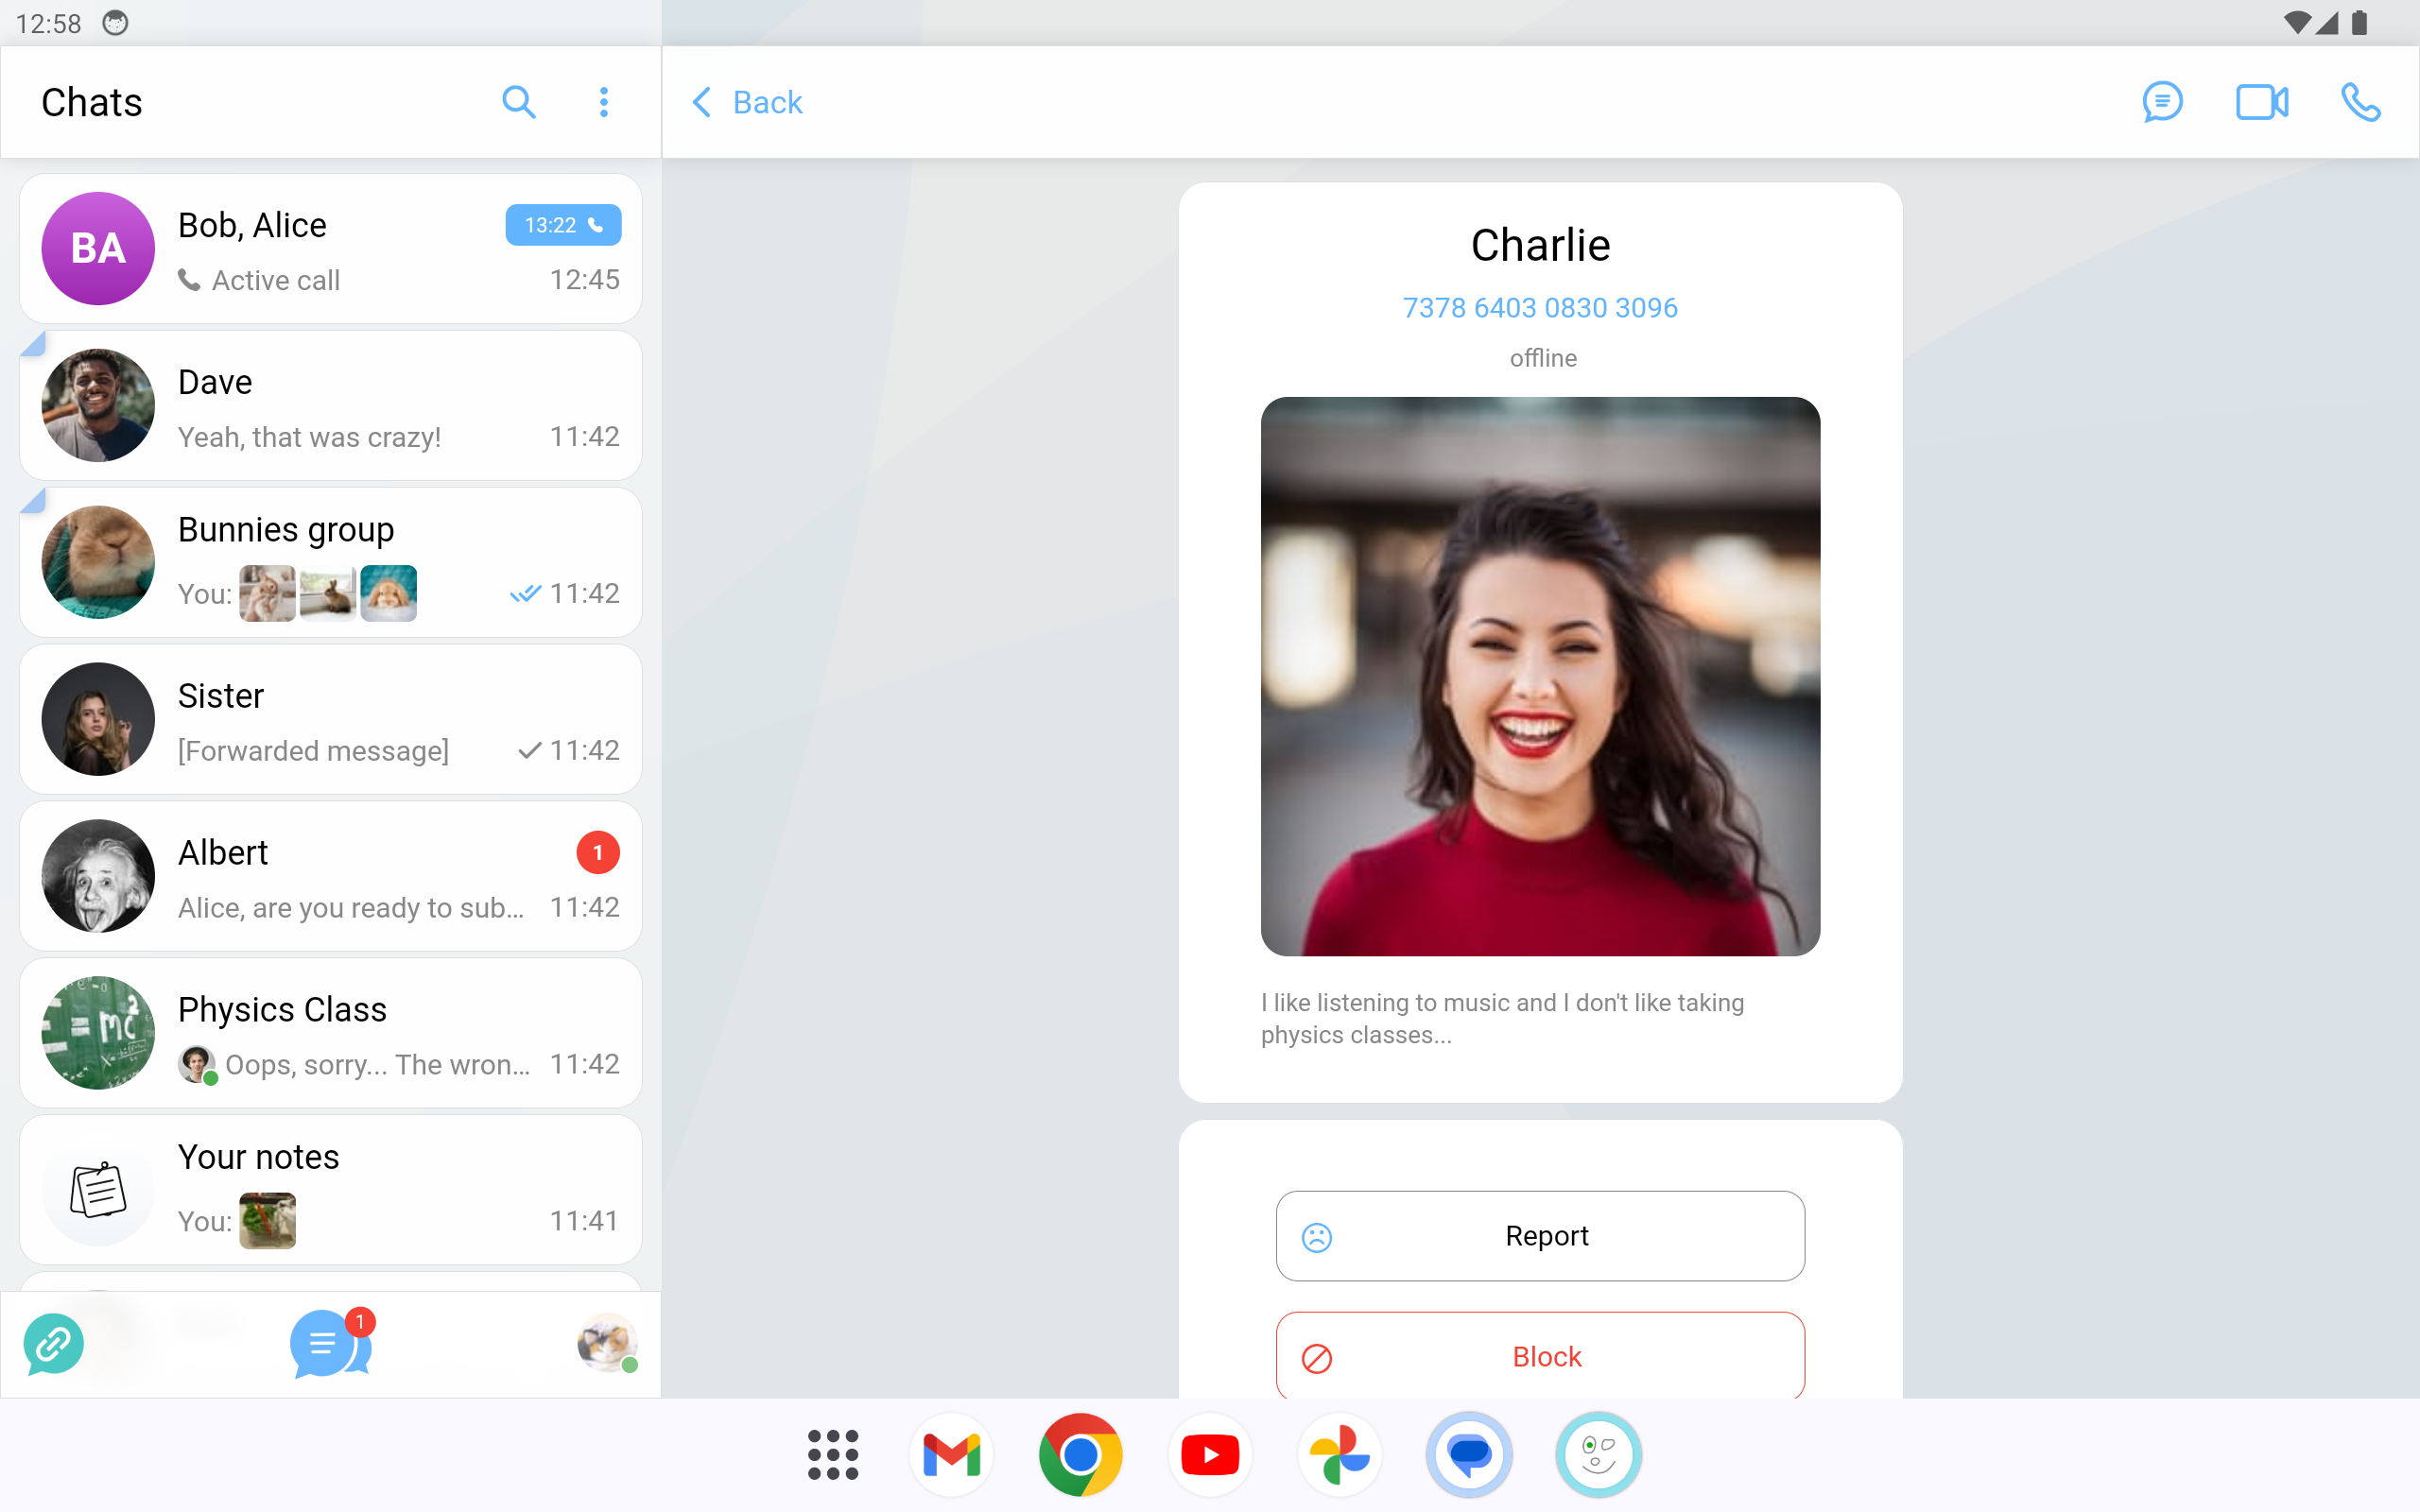 12:58
Chats
Back
BA
Bob, Alice
13:22
Active call
12:45
Dave
Yeah, that was crazy!
11:42
Bunnies group
You:
11:42
Sister
[Forwarded message]
11:42
Albert
1
Alice, are you ready to sub...
11:42
Physics Class
= mc²
Oops, sorry... The wron...
11:42
Your notes
You:
11:41
1
Charlie
7378 6403 0830 3096
offline
I like listening to music and I don't like taking
physics classes...
Report
Block